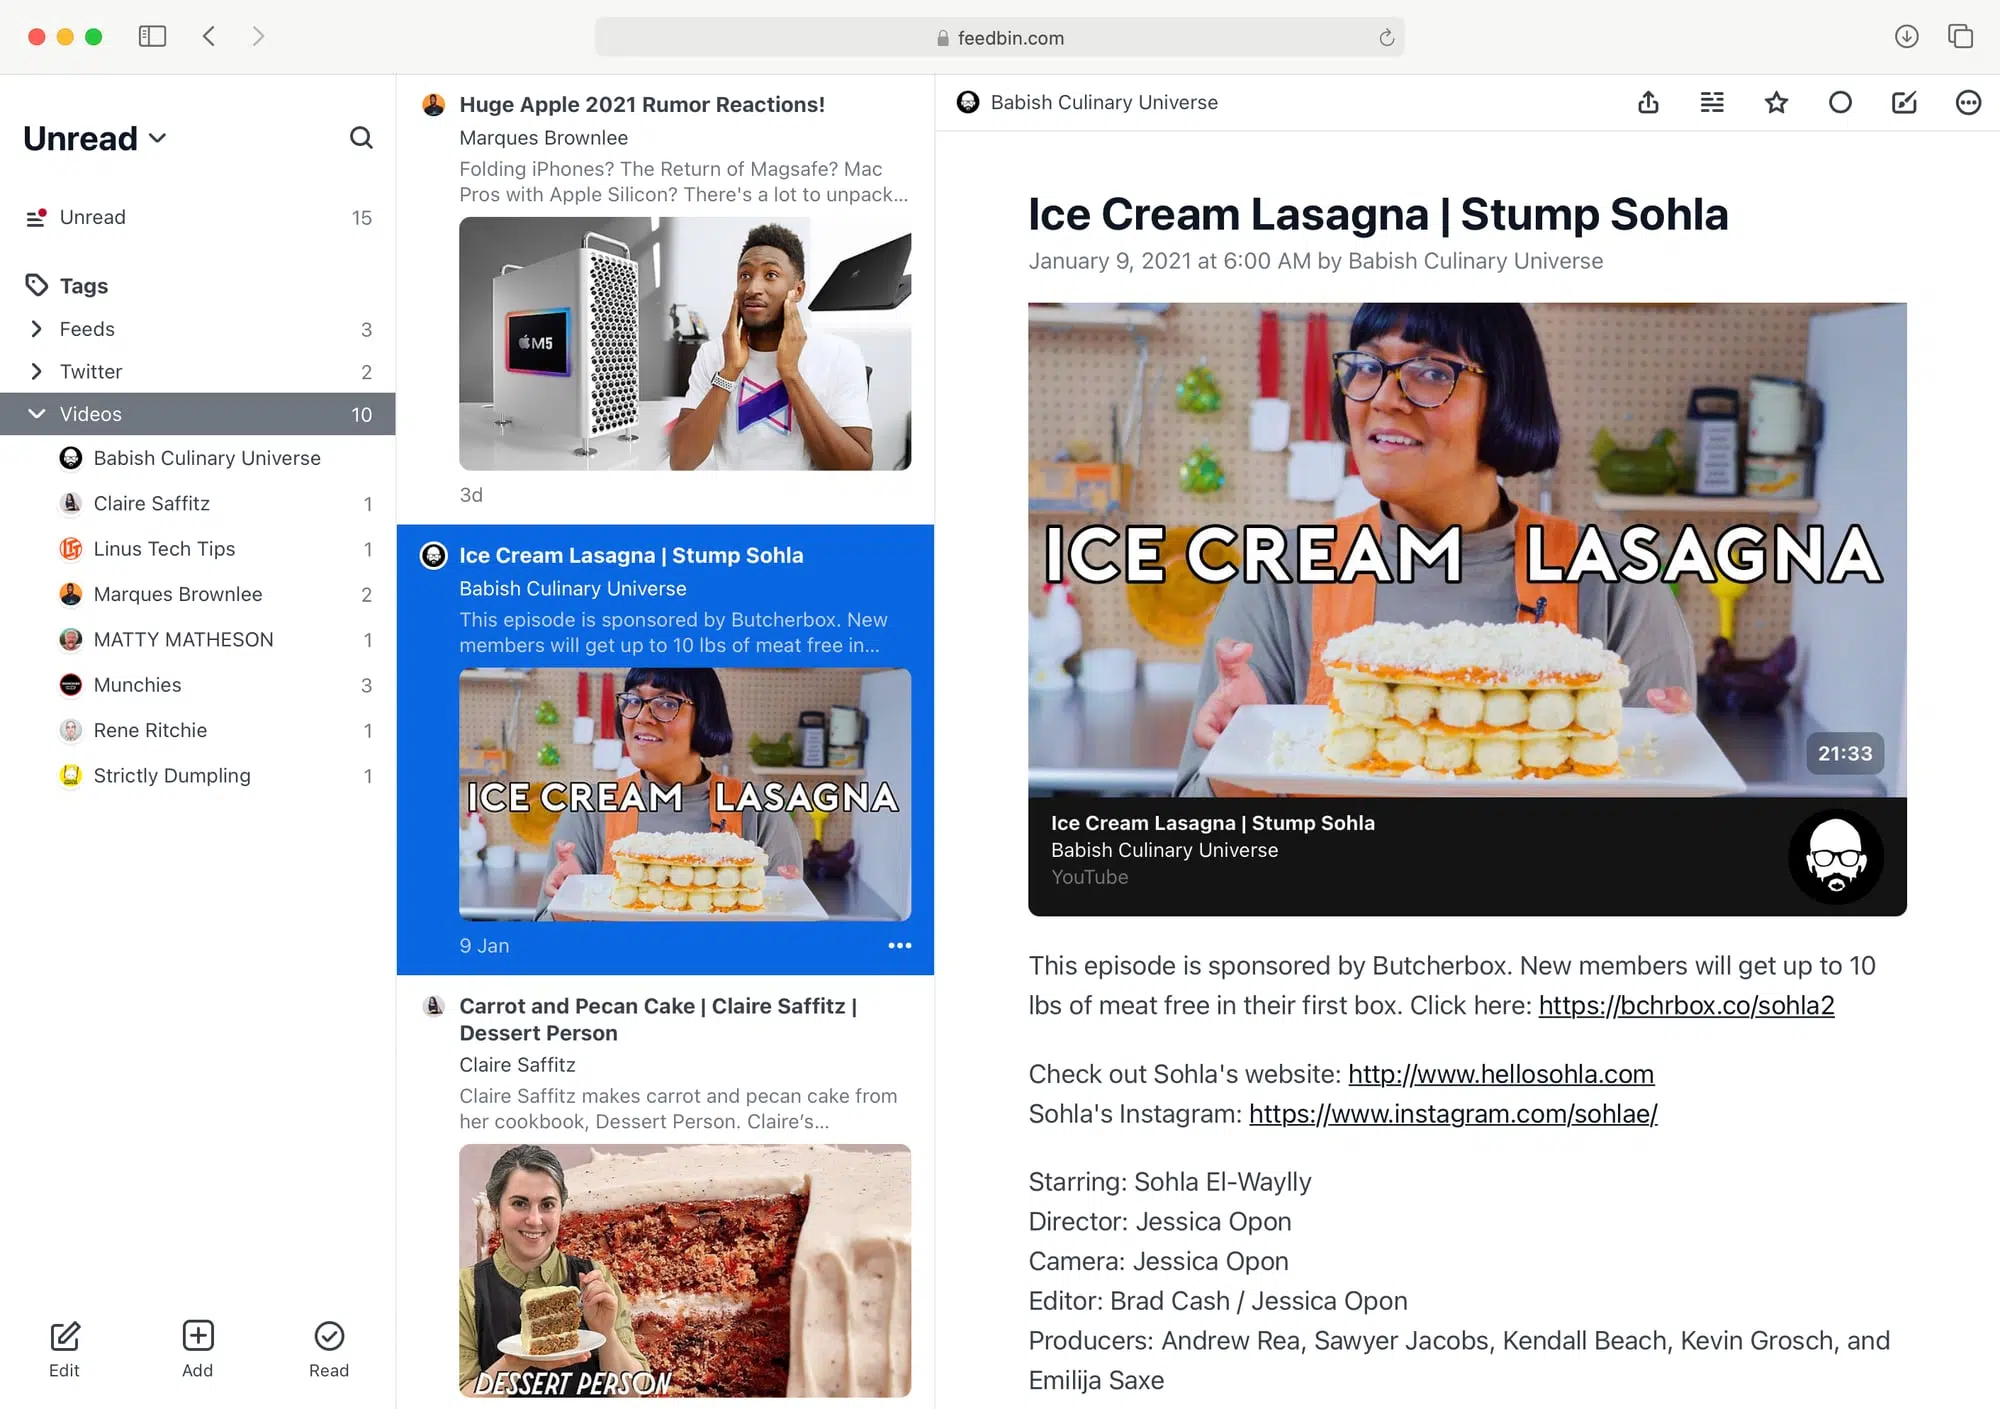 feedbin.com
Unread
Unread 15
Tags
Feeds 3
Twitter 2
Videos 10
Babish Culinary Universe
Claire Saffitz 1
Linus Tech Tips 1
Marques Brownlee 2
MATTY MATHESON 1
Munchies 3
Rene Ritchie 1
Strictly Dumpling 1
Edit
Add
Read
Huge Apple 2021 Rumor Reactions!
Marques Brownlee
Folding iPhones? The Return of Magsafe? Mac
Pros with Apple Silicon? There's a lot to unpack...
M5
3d
Ice Cream Lasagna | Stump Sohla
Babish Culinary Universe
This episode is sponsored by Butcherbox. New
members will get up to 10 lbs of meat free in...
ICE CREAM LASAGNA
9 Jan
Carrot and Pecan Cake | Claire Saffitz |
Dessert Person
Claire Saffitz
Claire Saffitz makes carrot and pecan cake from
her cookbook, Dessert Person. Claire’s...
DESSERT PERSON
Babish Culinary Universe
Ice Cream Lasagna | Stump Sohla
January 9, 2021 at 6:00 AM by Babish Culinary Universe
ICE CREAM LASAGNA
21:33
Ice Cream Lasagna | Stump Sohla
Babish Culinary Universe
YouTube
This episode is sponsored by Butcherbox. New members will get up to 10
lbs of meat free in their first box. Click here: https://bchrbox.co/sohla2
Check out Sohla's website: http://www.hellosohla.com
Sohla's Instagram: https://www.instagram.com/sohlae/
Starring: Sohla El-Waylly
Director: Jessica Opon
Camera: Jessica Opon
Editor: Brad Cash / Jessica Opon
Producers: Andrew Rea, Sawyer Jacobs, Kendall Beach, Kevin Grosch, and
Emilija Saxe